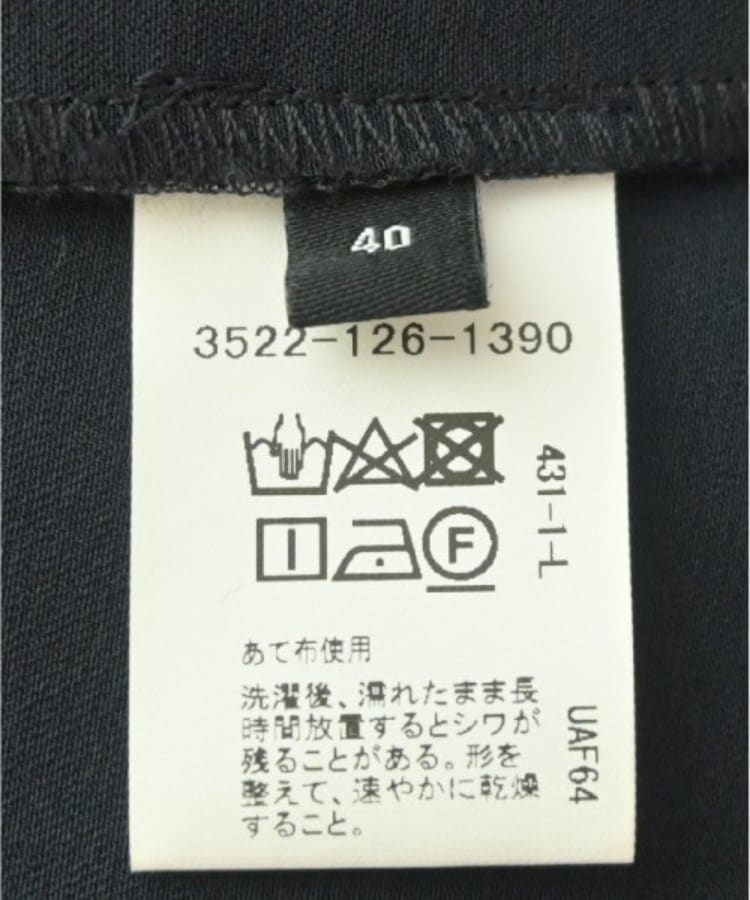 40
3522-126-1390
431-1-L
F
あて布使用
洗濯後、濡れたまま長
時間放置するとシワが
残ることがある。形を
整えて、速やかに乾燥
すること。
UAF64